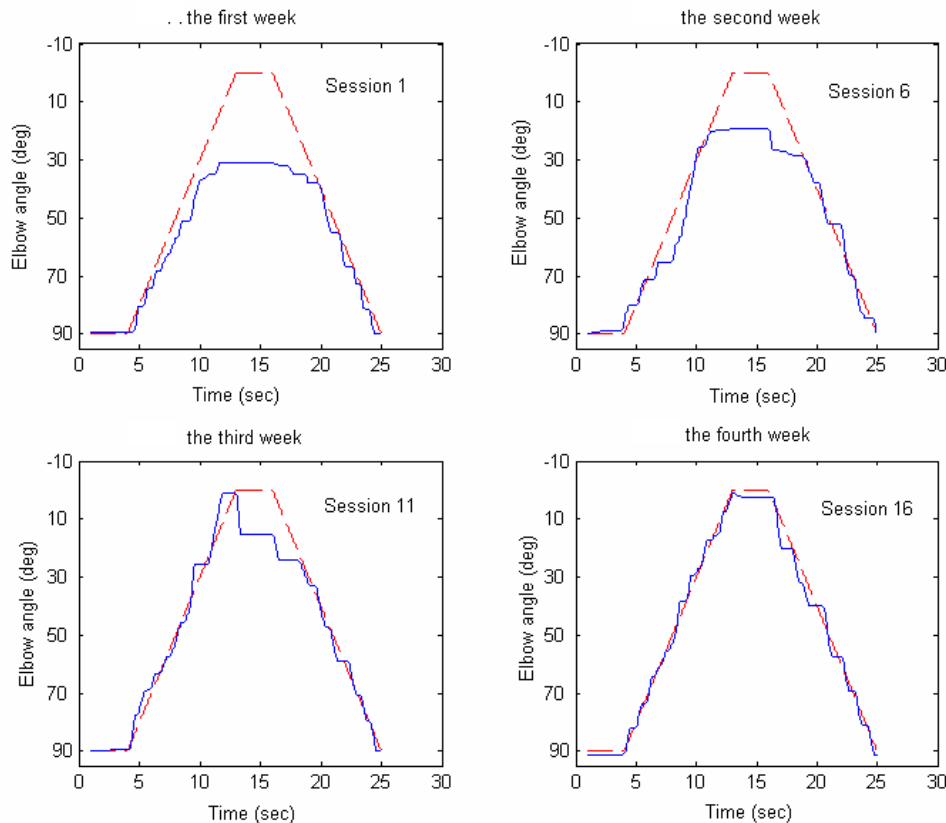 . . the first week
-10
10
30
50
70
90
Elbow angle (deg)
Session 1
0 5 10 15 20 25 30
Time (sec)
the second week
-10
10
30
50
70
90
Elbow angle (deg)
Session 6
0 5 10 15 20 25 30
Time (sec)
the third week
-10
10
30
50
70
90
Elbow angle (deg)
Session 11
0 5 10 15 20 25 30
Time (sec)
the fourth week
-10
10
30
50
70
90
Elbow angle (deg)
Session 16
0 5 10 15 20 25 30
Time (sec)